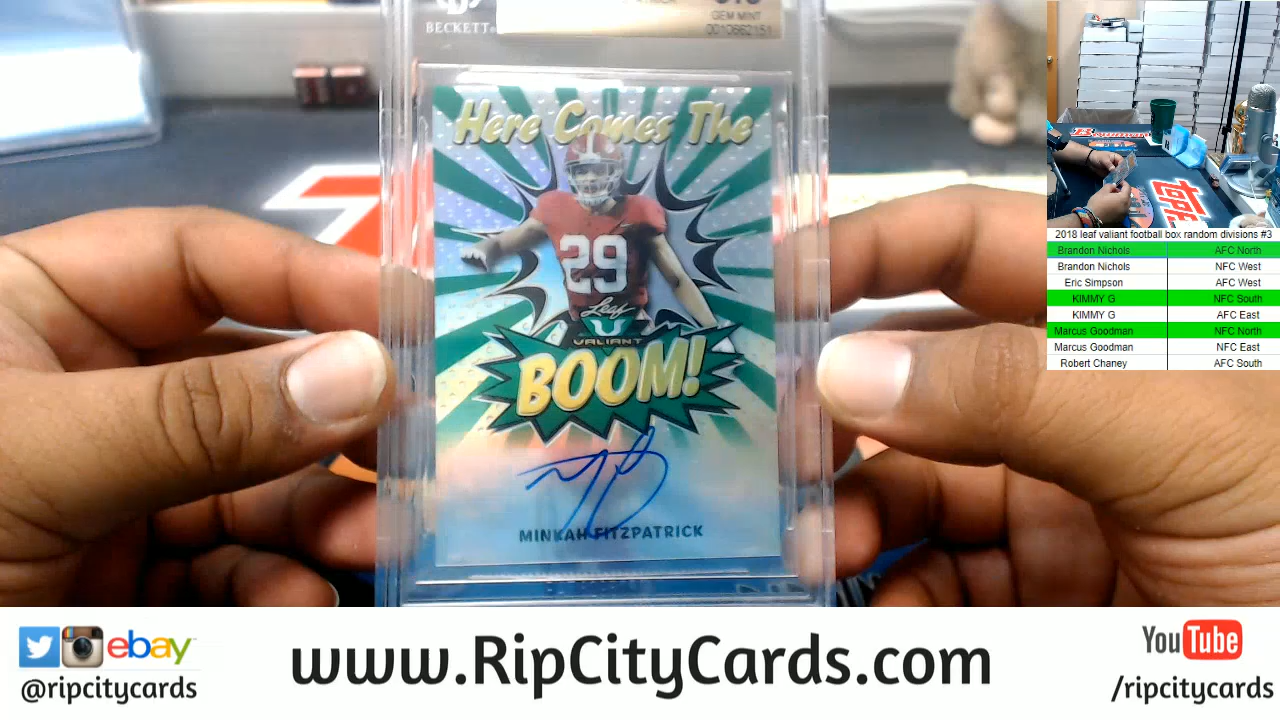 BECKETT
GEM MINT
0010662151
Here Comes The
29
Leaf
VALIANT
BOOM!
MINKAH FITZPATRICK
2018 leaf valiant football box random divisions #3
Brandon Nichols AFC North
Brandon Nichols NFC West
Eric Simpson AFC West
KIMMY G NFC South
KIMMY G AFC East
Marcus Goodman NFC North
Marcus Goodman NFC East
Robert Chaney AFC South
ebay
@ripcitycards
www.RipCityCards.com
YouTube
/ripcitycards